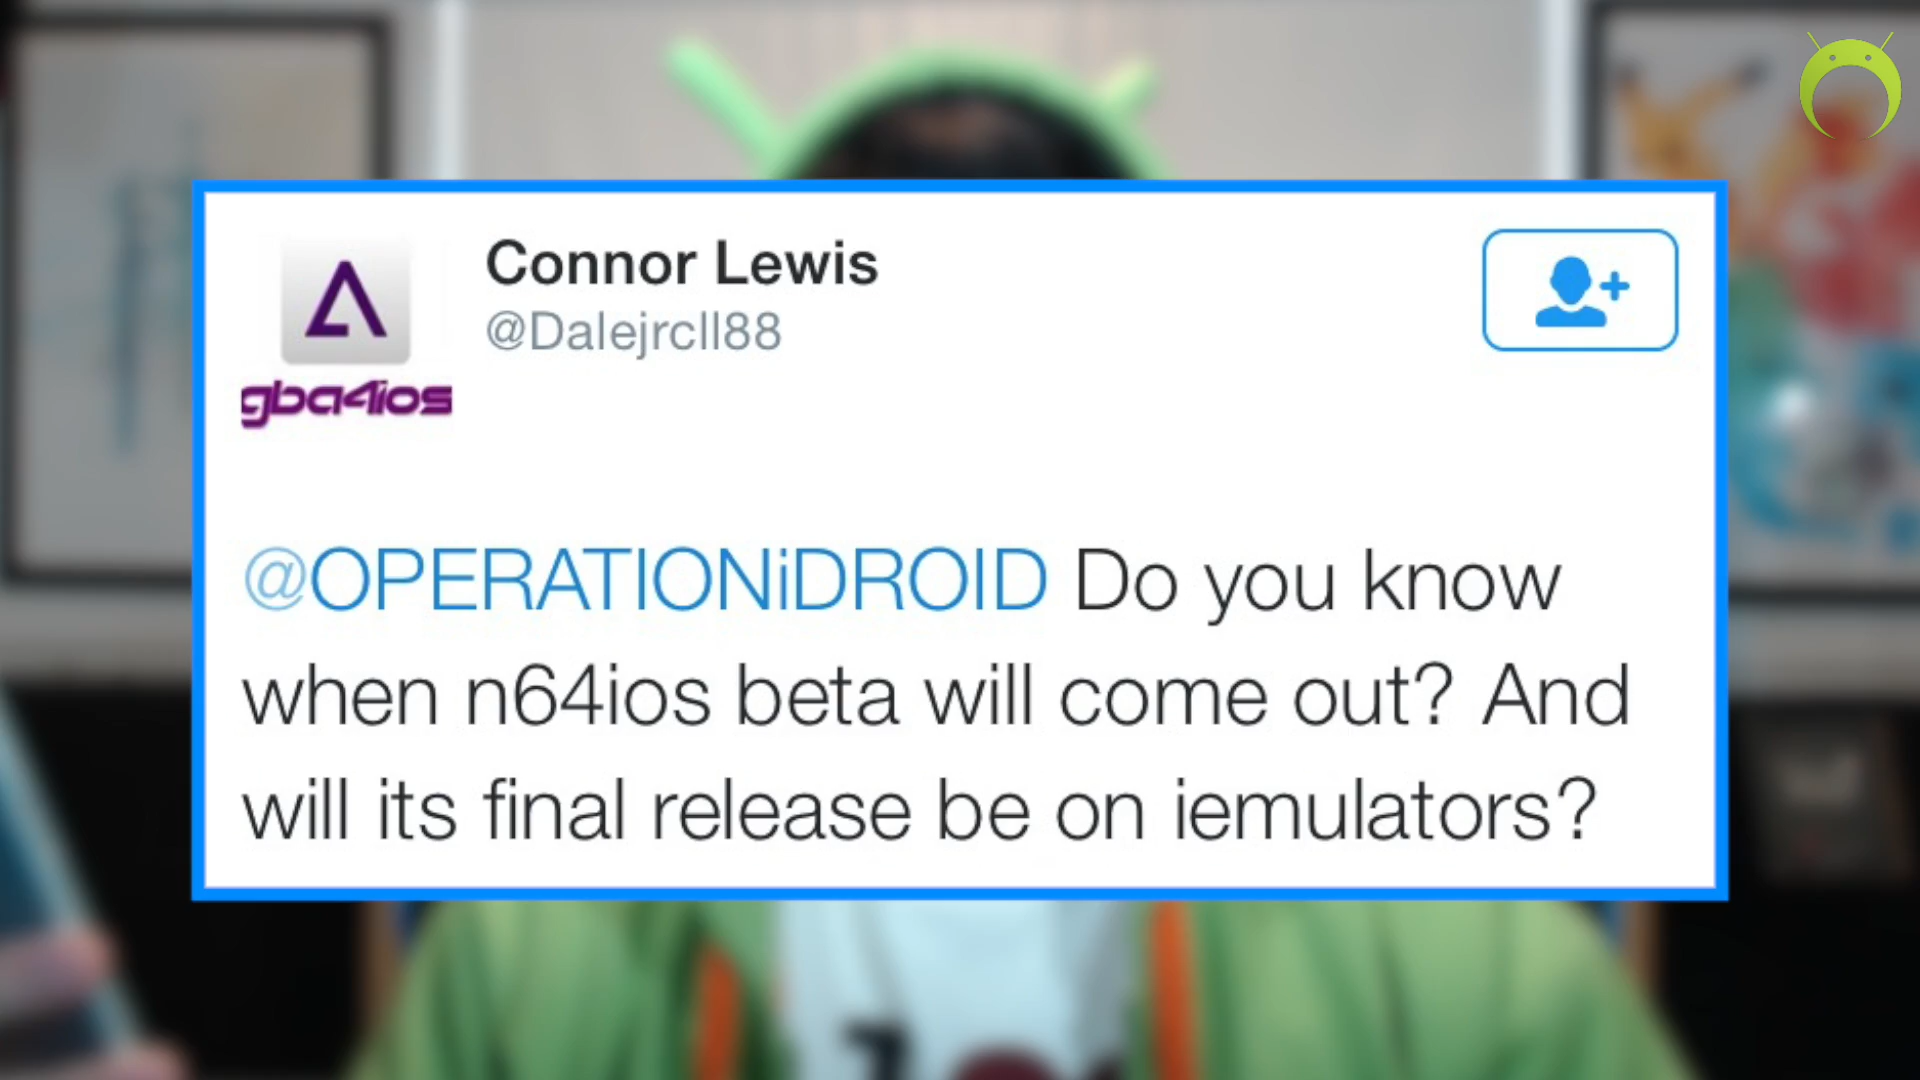 Connor Lewis
@Dalejrcll88
gba4ios
@OPERATIONiDROID Do you know
when n64ios beta will come out? And
will its final release be on iemulators?